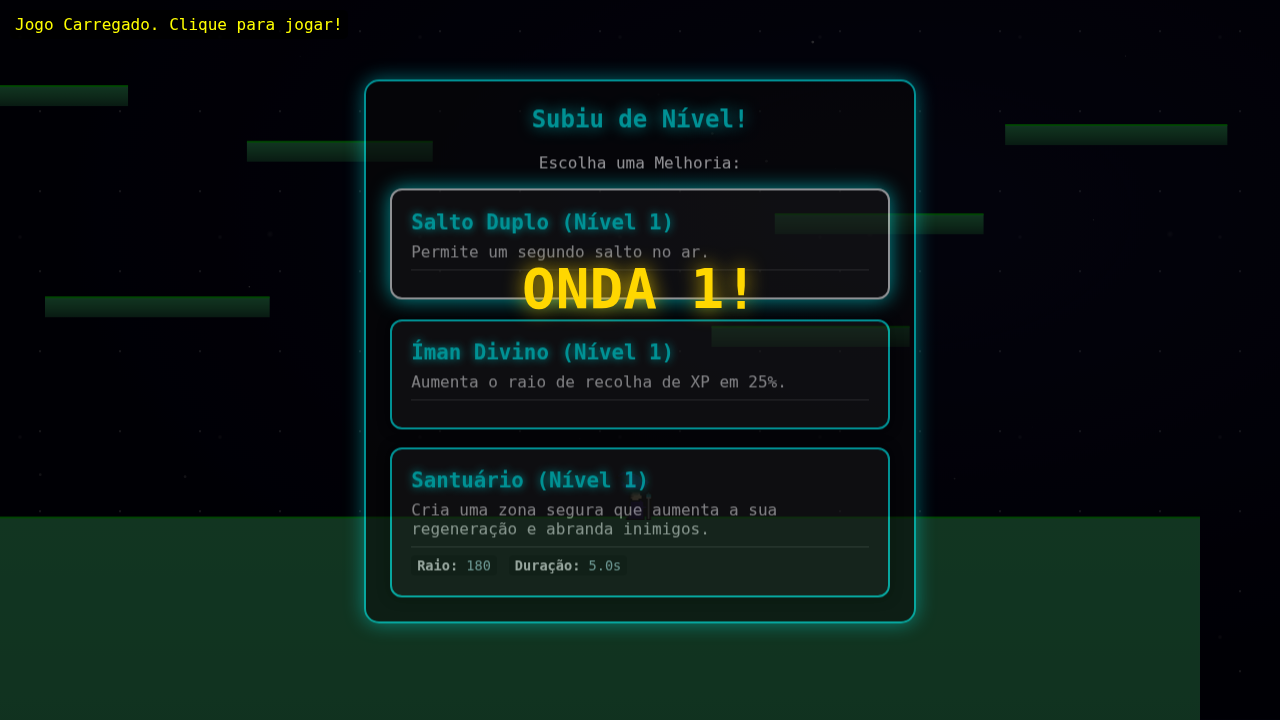 Jogo Carregado. Clique para jogar!
Subiu de Nível!
Escolha uma Melhoria:
Salto Duplo (Nível 1)
Permite um segundo salto no ar.
ONDA 1!
Íman Divino (Nível 1)
Aumenta o raio de recolha de XP em 25%.
Santuário (Nível 1)
Cria uma zona segura que aumenta a sua
regeneração e abranda inimigos.
Raio: 180 Duração: 5.0s